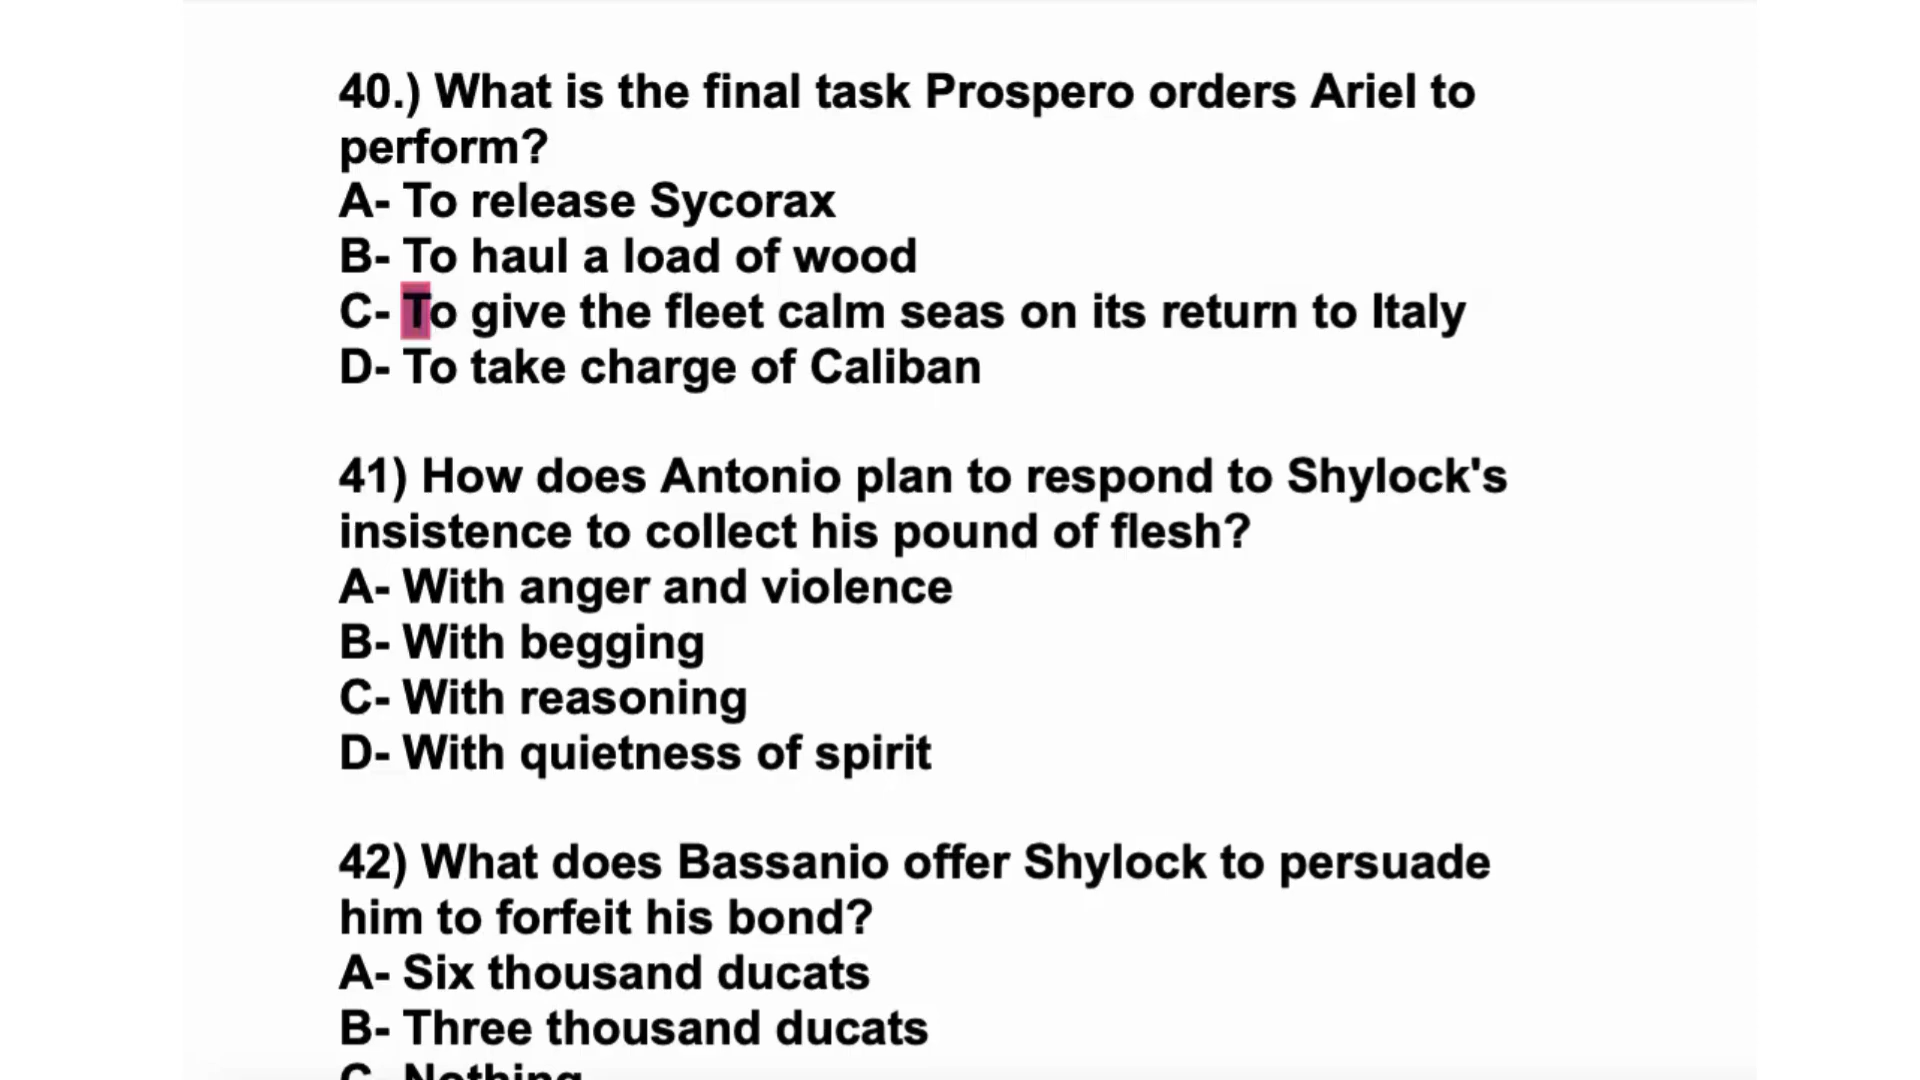 40.) What is the final task Prospero orders Ariel to
perform?
A- To release Sycorax
B- To haul a load of wood
C- To give the fleet calm seas on its return to Italy
D- To take charge of Caliban
41) How does Antonio plan to respond to Shylock's
insistence to collect his pound of flesh?
A- With anger and violence
B- With begging
C- With reasoning
D- With quietness of spirit
42) What does Bassanio offer Shylock to persuade
him to forfeit his bond?
A- Six thousand ducats
B- Three thousand ducats
C- Nothing